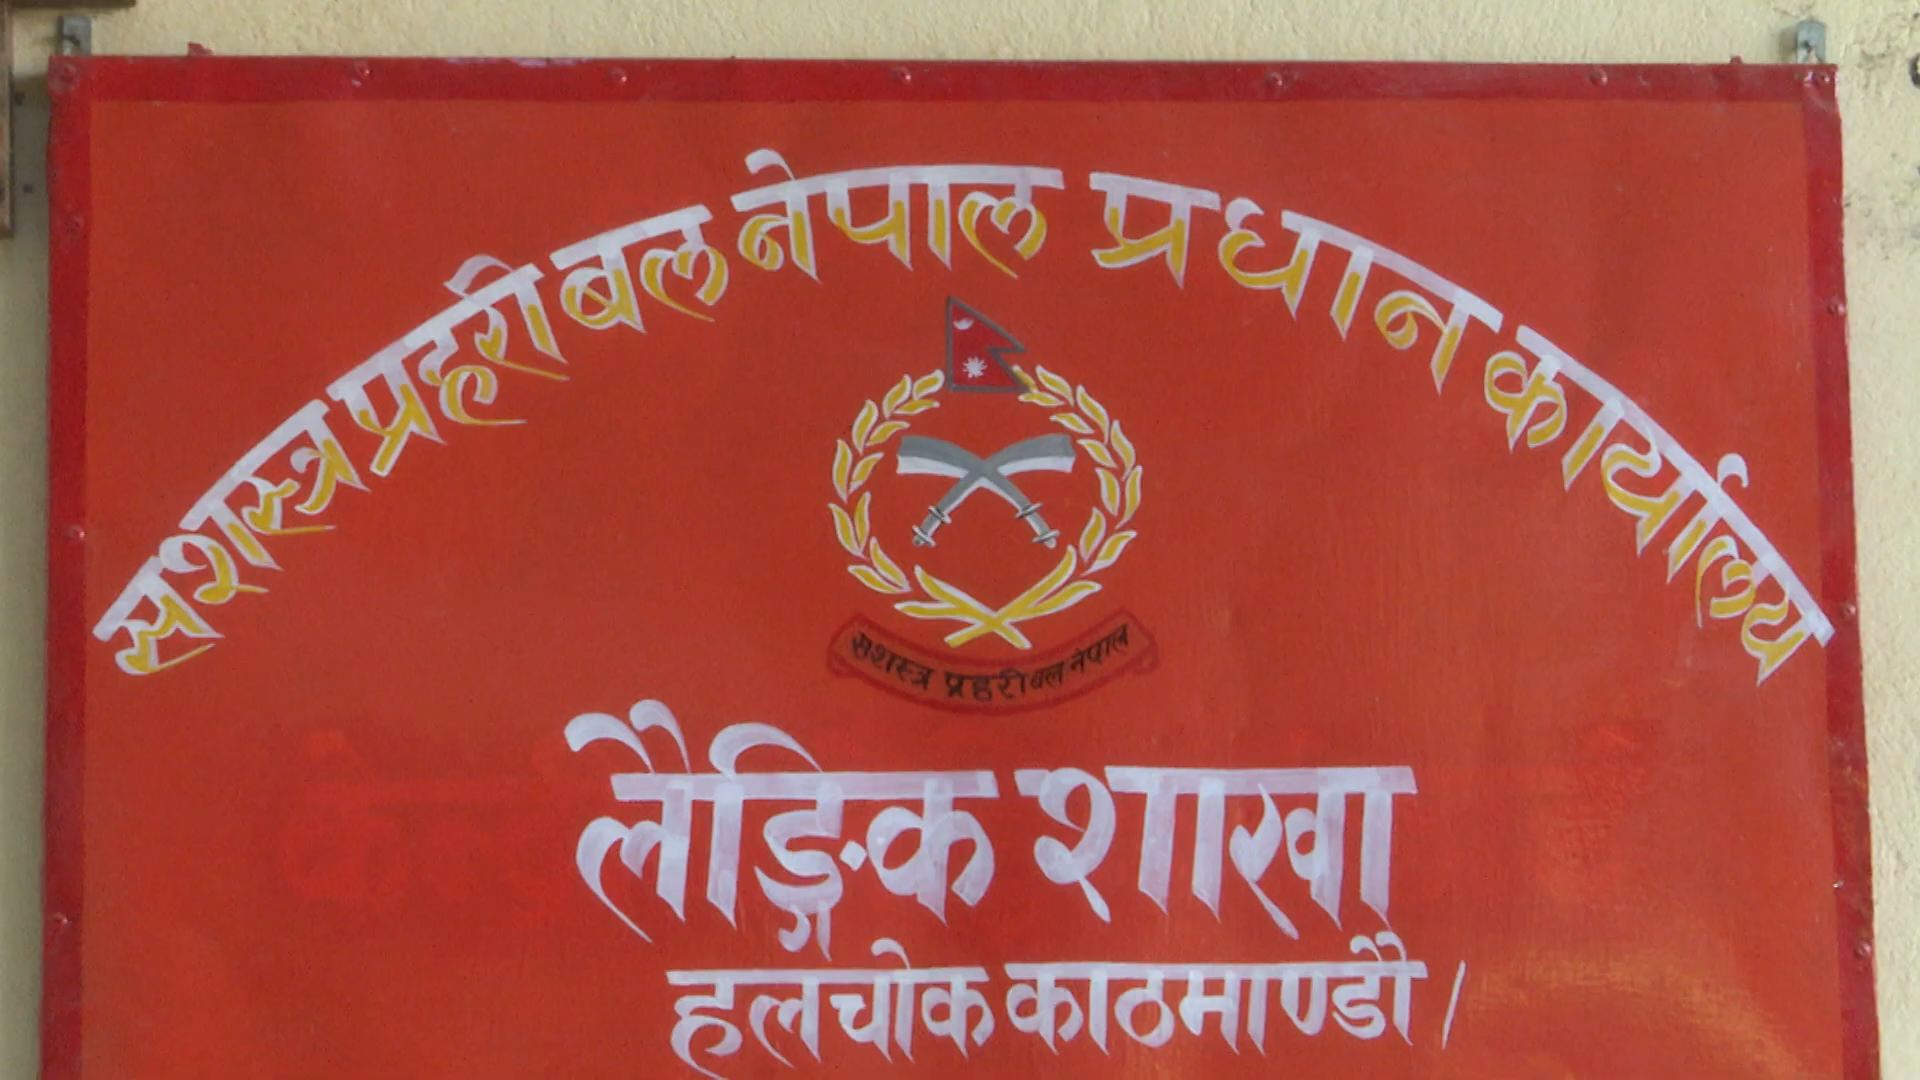 सशस्त्र प्रहरी बल नेपाल प्रधान कार्यालय
सशस्त्र प्रहरी बल नेपाल
लैङ्गिक शाखा
हलचोक काठमाण्डौ ।